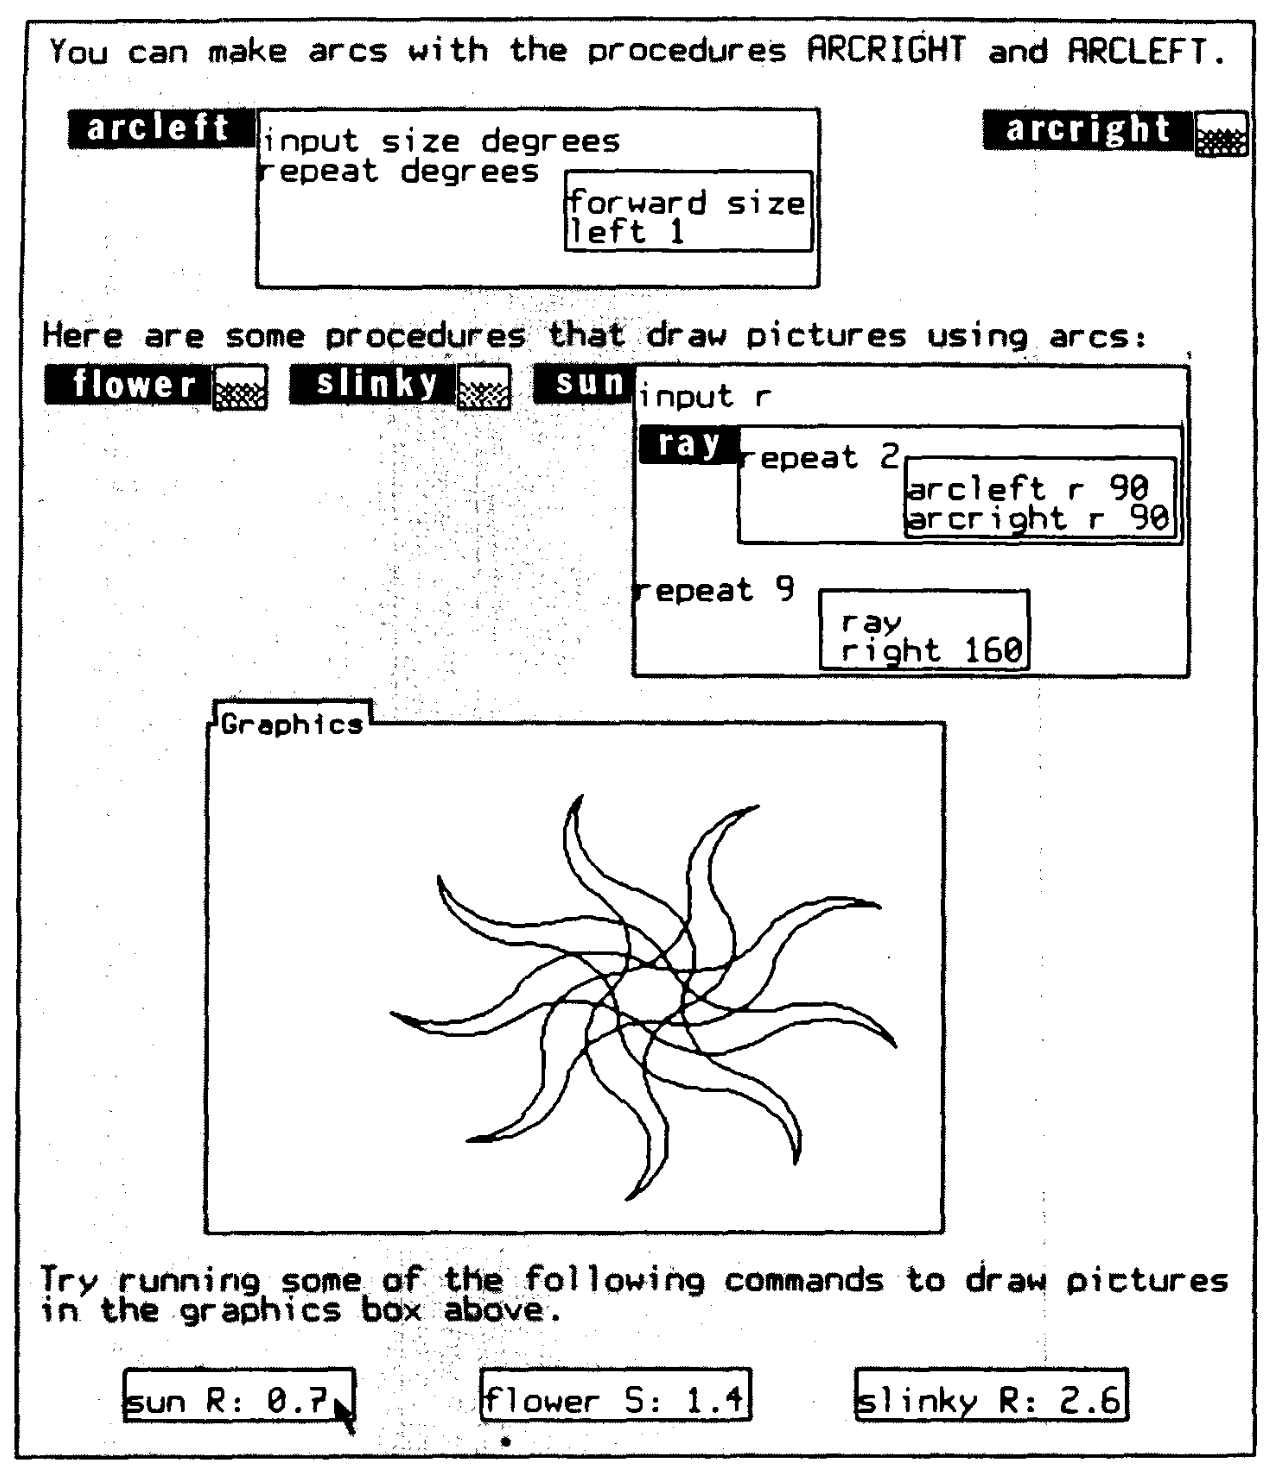 You can make arcs with the procedures ARCRIGHT and ARCLEFT.
arcleft
input size degrees
repeat degrees
forward size
left 1
arcright
Here are some procedures that draw pictures using arcs:
flower
slinky
sun
input r
ray
repeat 2
arcleft r 90
arcright r 90
repeat 9
ray
right 160
Graphics
Try running some of the following commands to draw pictures
in the graphics box above.
sun R: 0.7
flower S: 1.4
slinky R: 2.6